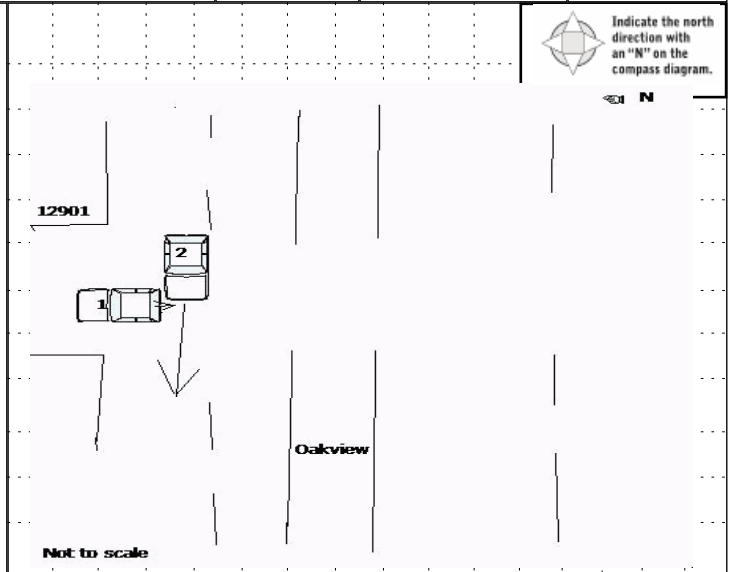 Indicate the north
direction with
an “N” on the
compass diagram.
N
12901
2
1
Oakview
Not to scale